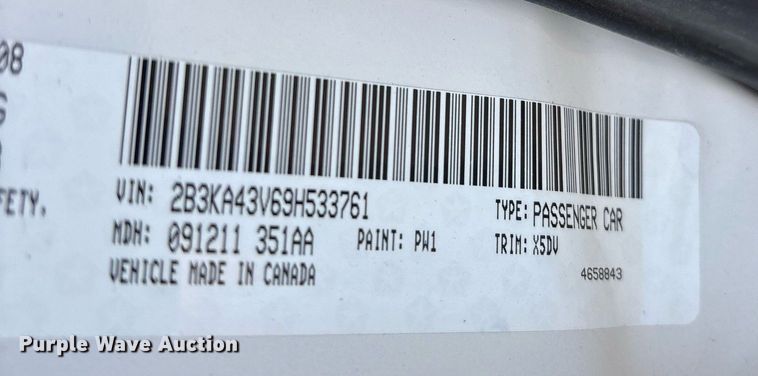 08
FETY.
VIN: 2B3KA43V69H533761
TYPE: PASSENGER CAR
MDH: 091211 351AA
PAINT: PW1
TRIM: X5DV
VEHICLE MADE IN CANADA
4658843
Purple Wave Auction